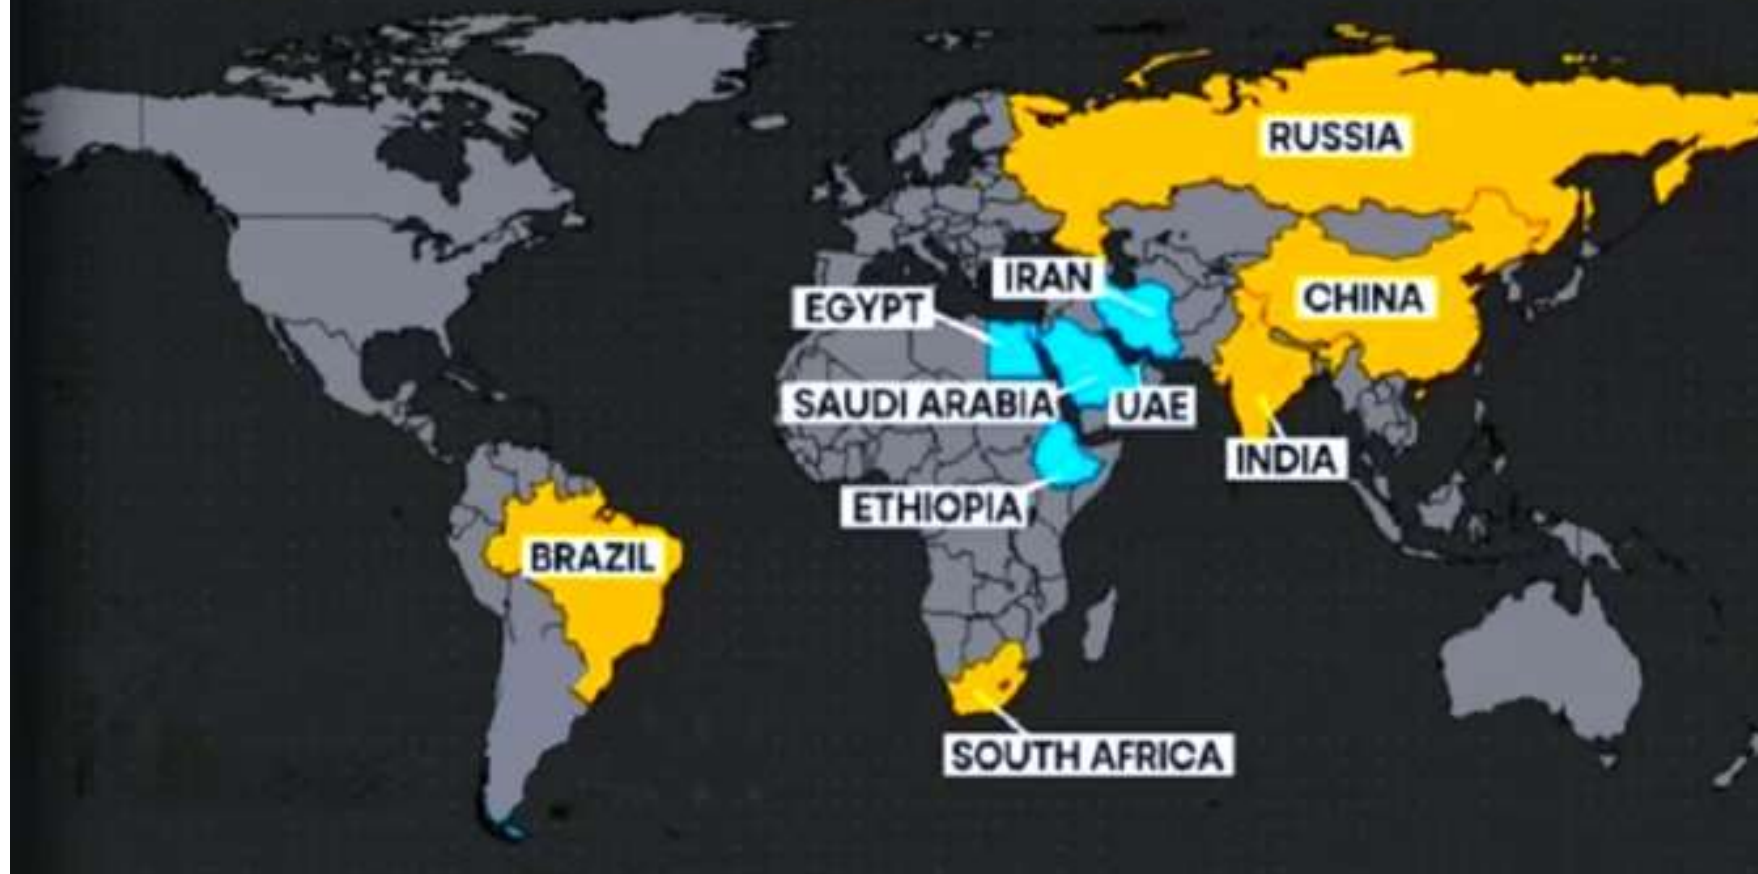 RUSSIA
IRAN
CHINA
EGYPT
SAUDI ARABIA
UAE
INDIA
ETHIOPIA
BRAZIL
SOUTH AFRICA